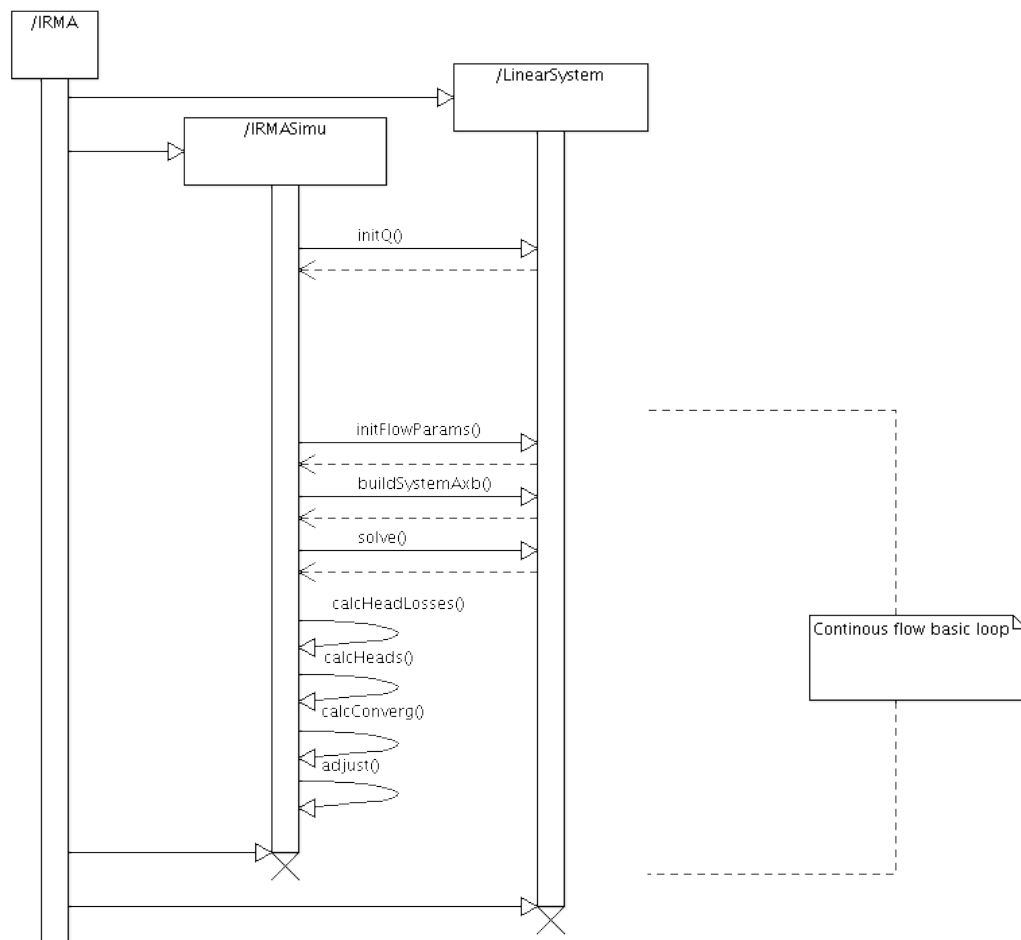 /IRMA
/LinearSystem
/IRMASimu
initQ()
initFlowParams()
buildSystemAxb()
solve()
calcHeadLosses()
Continous flow basic loop
calcHeads()
calcConverg()
adjust()